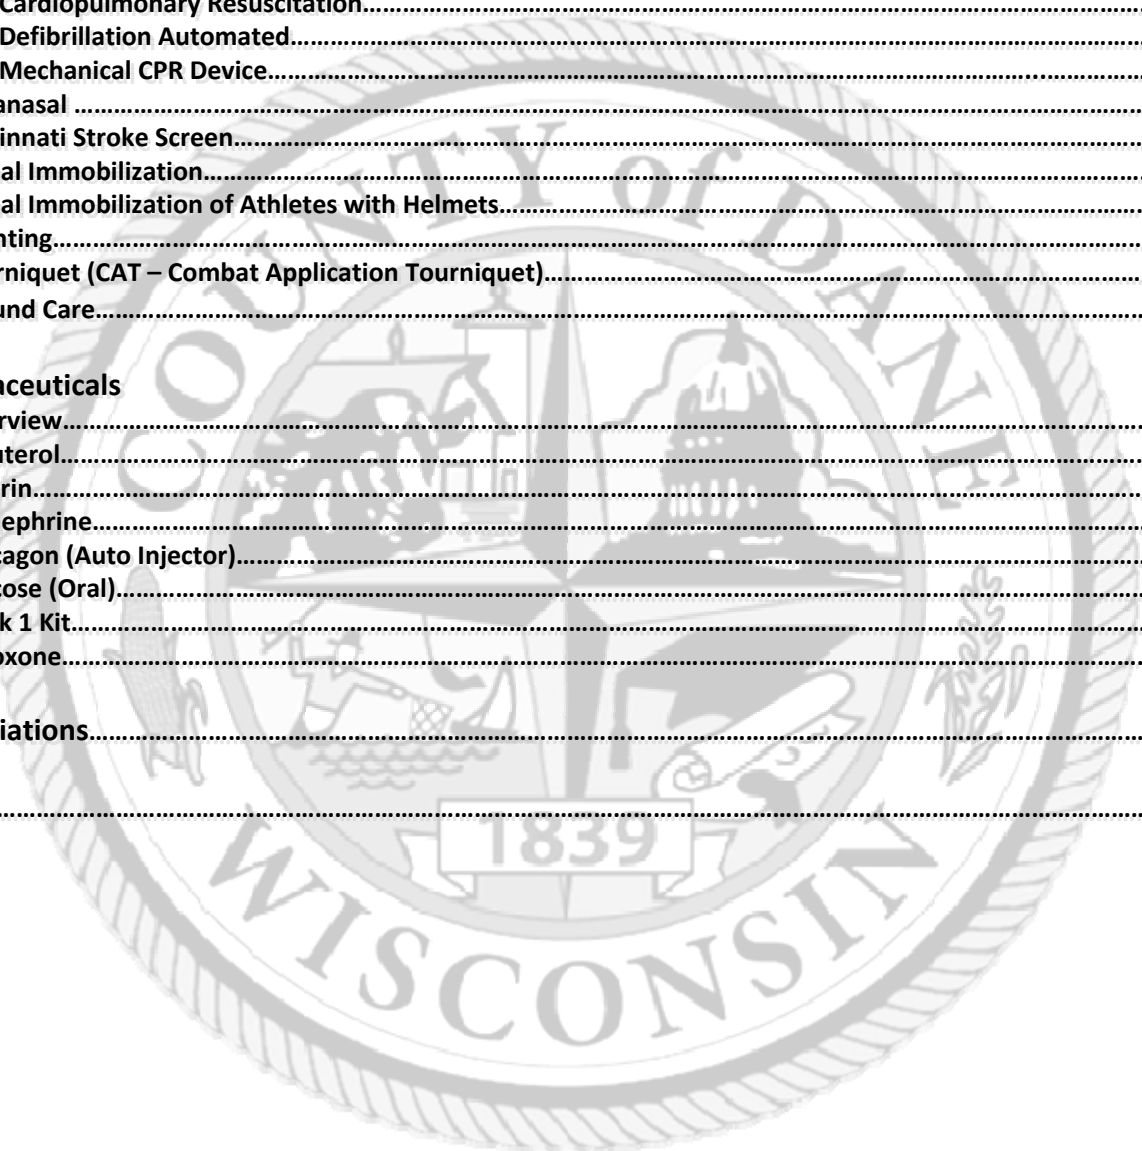 Cardiopulmonary Resuscitation……………………………………………………………
Defibrillation Automated……………………………………………………………
Mechanical CPR Device……………………………………………………………
anasal ……………………………………………………………
innati Stroke Screen……………………………………………………………
al Immobilization……………………………………………………………
al Immobilization of Athletes with Helmets……………………………………………………………
nting……………………………………………………………
rniquet (CAT – Combat Application Tourniquet)……………………………………………………………
und Care……………………………………………………………
aceuticals
rview……………………………………………………………
uterol……………………………………………………………
rin……………………………………………………………
nephrine……………………………………………………………
cagon (Auto Injector)……………………………………………………………
cose (Oral)……………………………………………………………
k 1 Kit……………………………………………………………
oxone……………………………………………………………
iations……………………………………………………………
……………………………………………………………
COUNTY of DANE
1839
WISCONSIN